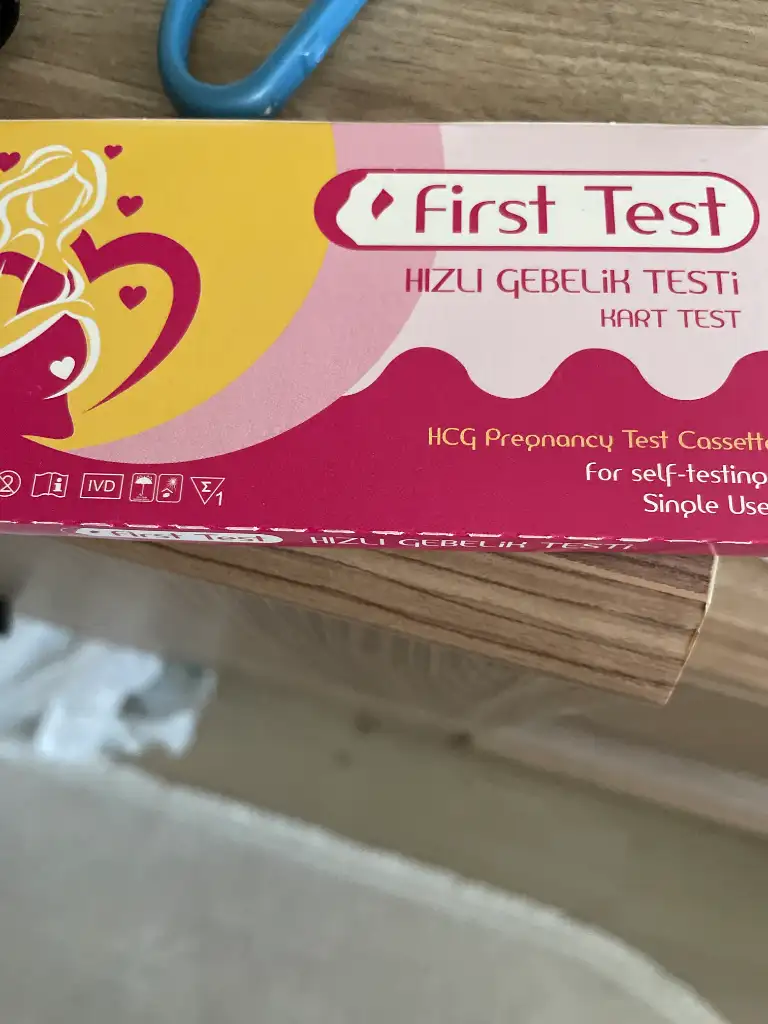 First Test
HIZLI GEBELİK TESTİ
KART TEST
HCG Pregnancy Test Cassette
For self-testing
Single Use
IVD
Σ
1
First Test HIZLI GEBELİK TESTİ